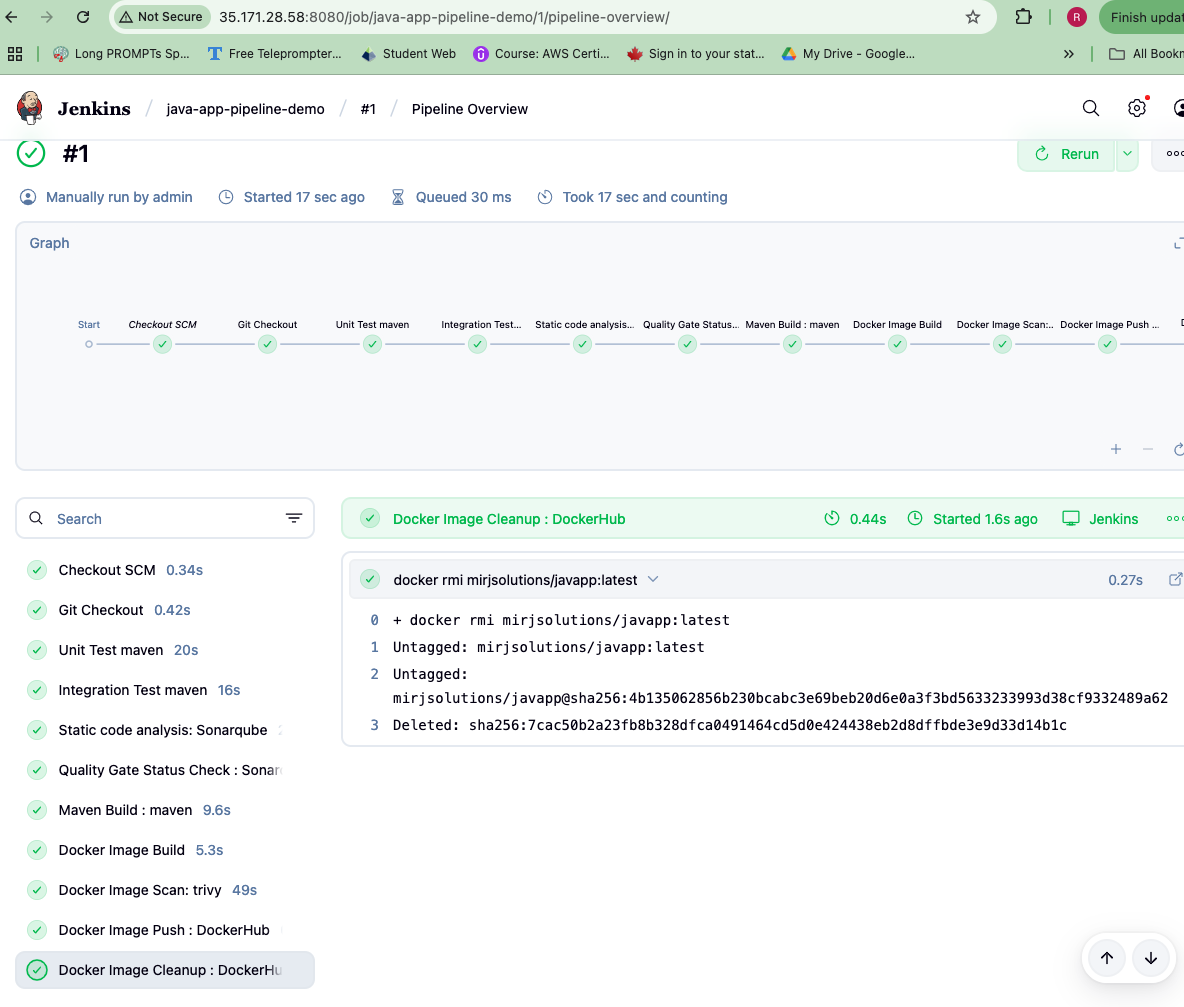 Not Secure 35.171.28.58:8080/job/java-app-pipeline-demo/1/pipeline-overview/ R Finish updat
Long PROMPTs Sp... Free Teleprompter... Student Web Course: AWS Certi... Sign in to your stat... My Drive - Google... » All Bookm
Jenkins / java-app-pipeline-demo / #1 / Pipeline Overview
#1 Rerun
Manually run by admin Started 17 sec ago Queued 30 ms Took 17 sec and counting
Graph
Start Checkout SCM Git Checkout Unit Test maven Integration Test... Static code analysis... Quality Gate Status... Maven Build : maven Docker Image Build Docker Image Scan:.. Docker Image Push ...
Search
Docker Image Cleanup : DockerHub 0.44s Started 1.6s ago Jenkins
Checkout SCM 0.34s
Git Checkout 0.42s
Unit Test maven 20s
Integration Test maven 16s
Static code analysis: Sonarqube
Quality Gate Status Check : Sonar
Maven Build : maven 9.6s
Docker Image Build 5.3s
Docker Image Scan: trivy 49s
Docker Image Push : DockerHub
Docker Image Cleanup : DockerHu
docker rmi mirjsolutions/javapp:latest 0.27s
0 + docker rmi mirjsolutions/javapp:latest
1 Untagged: mirjsolutions/javapp:latest
2 Untagged:
mirjsolutions/javapp@sha256:4b135062856b230bcabc3e69beb20d6e0a3f3bd5633233993d38cf9332489a62
3 Deleted: sha256:7cac50b2a23fb8b328dfca0491464cd5d0e424438eb2d8dffbde3e9d33d14b1c